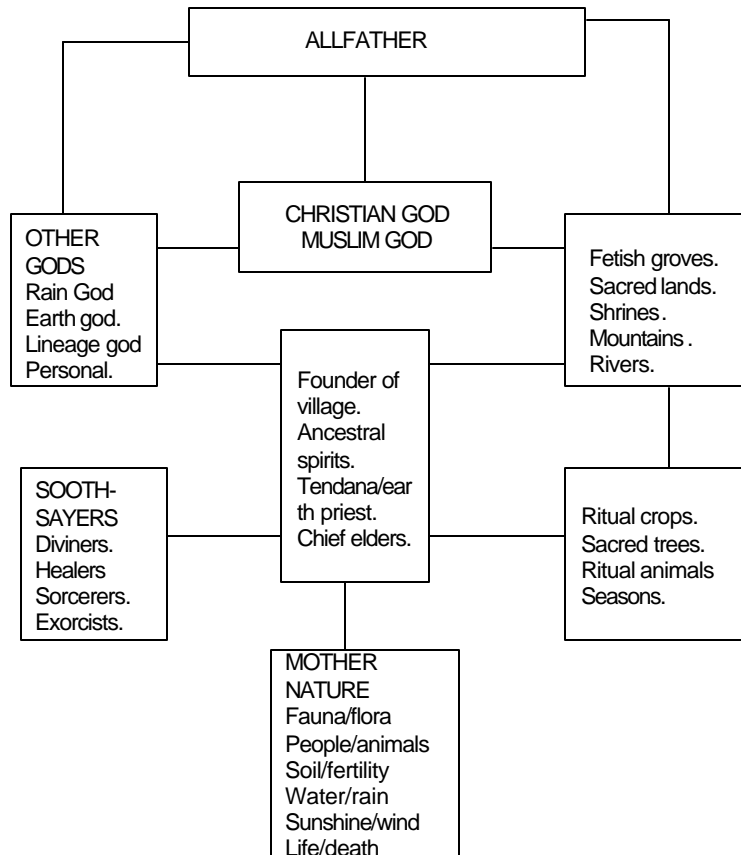 ALLFATHER
CHRISTIAN GOD
MUSLIM GOD
OTHER
GODS
Rain God
Earth god.
Lineage god
Personal.
Fetish groves.
Sacred lands.
Shrines.
Mountains.
Rivers.
Founder of
village.
Ancestral
spirits.
Tendana/ear
th priest.
Chief elders.
SOOTH-
SAYERS
Diviners.
Healers
Sorcerers.
Exorcists.
Ritual crops.
Sacred trees.
Ritual animals
Seasons.
MOTHER
NATURE
Fauna/flora
People/animals
Soil/fertility
Water/rain
Sunshine/wind
Life/death